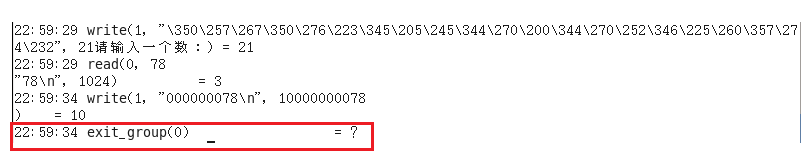 22:59:29 write(1, "\350\257\267\350\276\223\345\205\245\344\270\200\344\270\252\346\225\260\357\27
4\232", 21请输入一个数：) = 21
22:59:29 read(0, 78
"78\n", 1024)          = 3
22:59:34 write(1, "000000078\n", 10000000078
)    = 10
22:59:34 exit_group(0)                  = ?